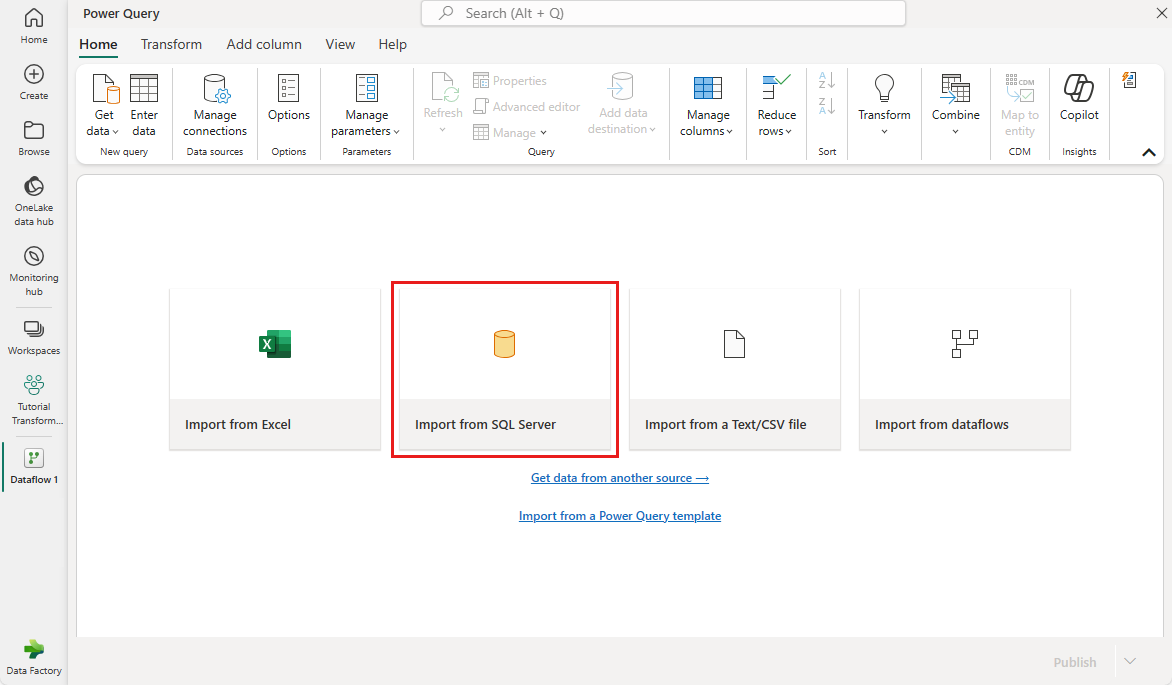 Power Query
Search (Alt + Q)
Home
Create
Browse
OneLake
data hub
Monitoring
hub
Workspaces
Tutorial
Transform...
Dataflow 1
Data Factory
Home Transform Add column View Help
Get
data
Enter
data
New query
Manage
connections
Data sources
Options
Options
Manage
parameters
Parameters
Refresh
Properties
Advanced editor
Manage
Add data
destination
Query
Manage
columns
Reduce
rows
A
Z
Z
A
Sort
Transform
Combine
CDM
Map to
entity
CDM
Copilot
Insights
X
Import from Excel
Import from SQL Server
Import from a Text/CSV file
Import from dataflows
Get data from another source →
Import from a Power Query template
Publish